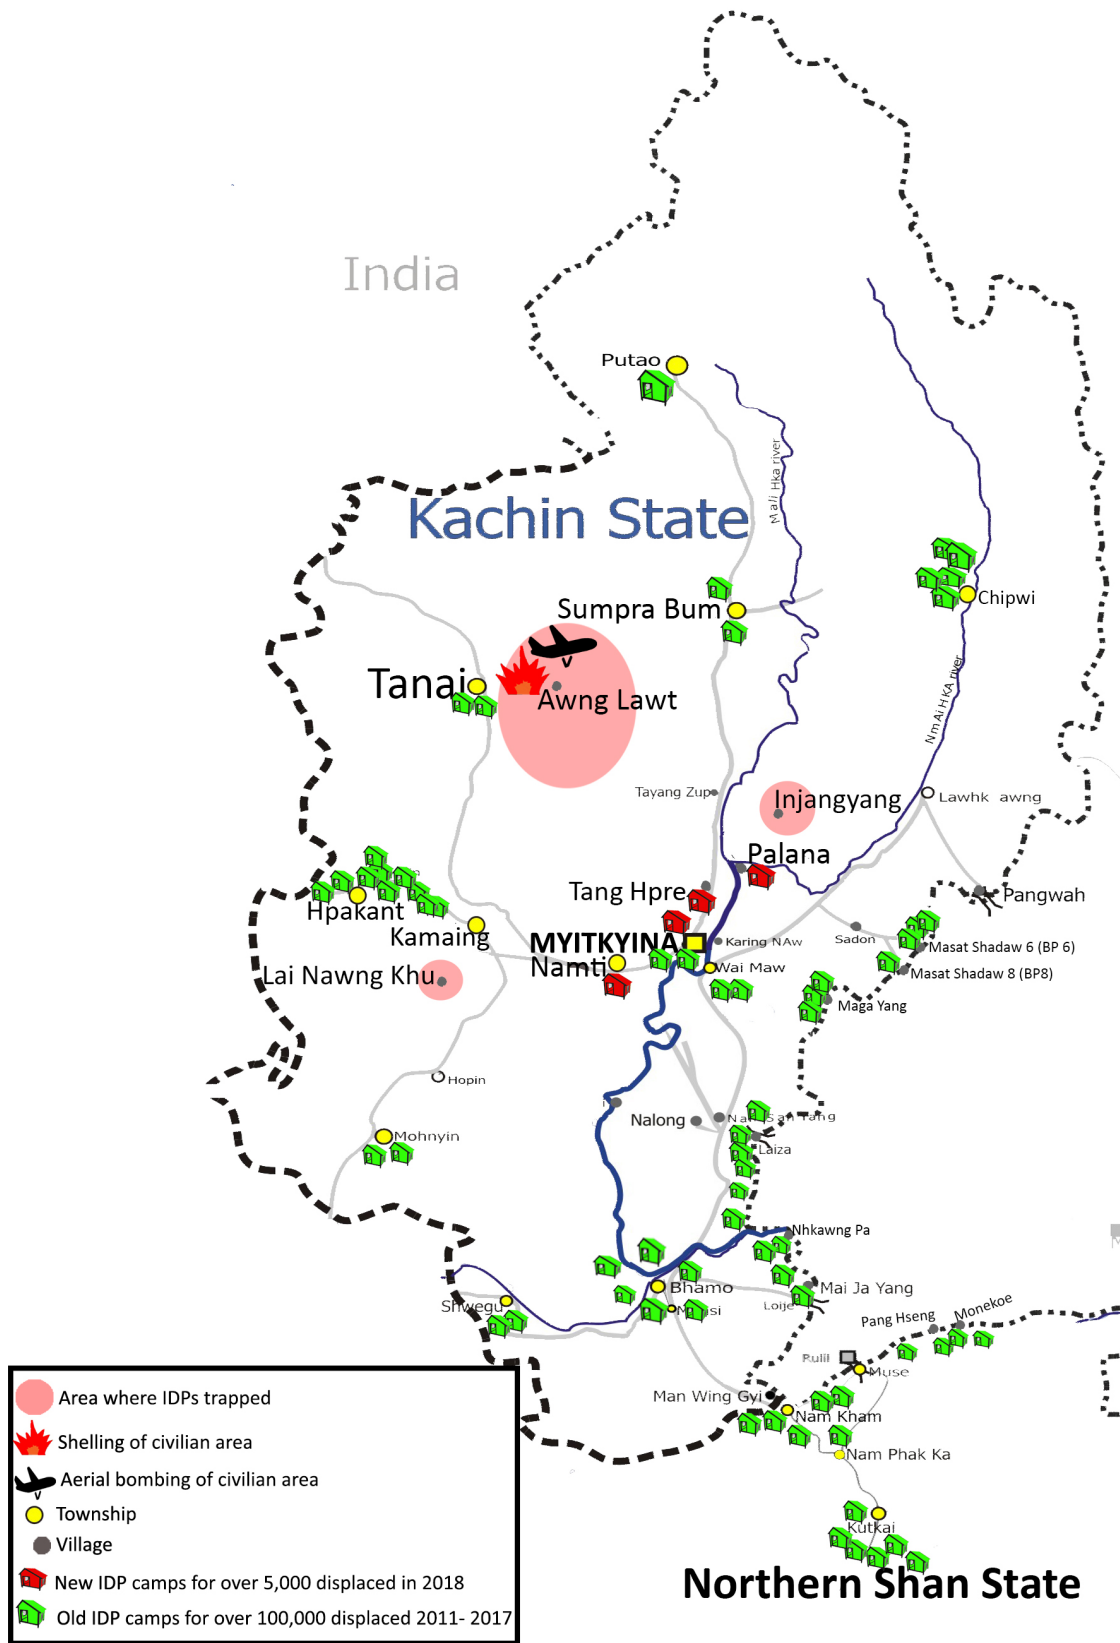 India
Putao
Mali Hka river
Kachin State
Chipwi
Sumpra Bum
Tanai
Awng Lawt
NmAi HKA river
Tayang Zup
Injangyang
Lawhk awng
Palana
Tang Hpre
Pangwah
Hpakant
Kamaing
MYITKYINA
Karing NAw
Sadon
Masat Shadaw 6 (BP 6)
Namti
Wai Maw
Masat Shadaw 8 (BP8)
Lai Nawng Khu
Maga Yang
Hopin
Nalong
Mohnyin
Laiza
Nhkawng Pa
Bhamo
Mai Ja Yang
Shwegu
Loije
Pang Hseng
Monekoe
Muse
Man Wing Gyi
Nam Kham
Nam Phak Ka
Kutkai
Northern Shan State
Area where IDPs trapped
Shelling of civilian area
Aerial bombing of civilian area
Township
Village
New IDP camps for over 5,000 displaced in 2018
Old IDP camps for over 100,000 displaced 2011- 2017